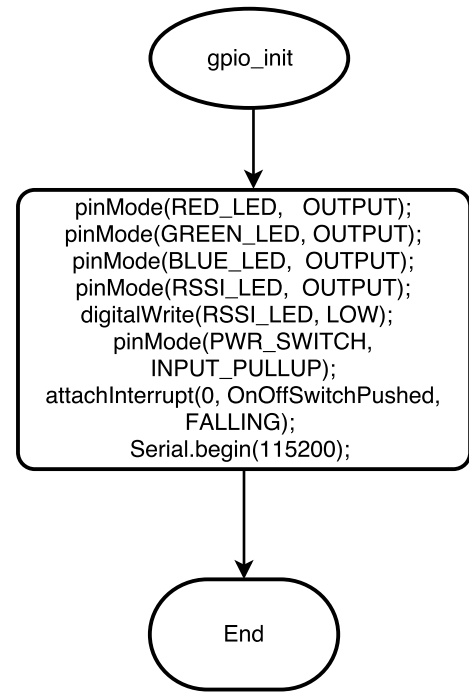 gpio_init
pinMode(RED_LED, OUTPUT);
pinMode(GREEN_LED, OUTPUT);
pinMode(BLUE_LED, OUTPUT);
pinMode(RSSI_LED, OUTPUT);
digitalWrite(RSSI_LED, LOW);
pinMode(PWR_SWITCH,
INPUT_PULLUP);
attachInterrupt(0, OnOffSwitchPushed,
FALLING);
Serial.begin(115200);
End